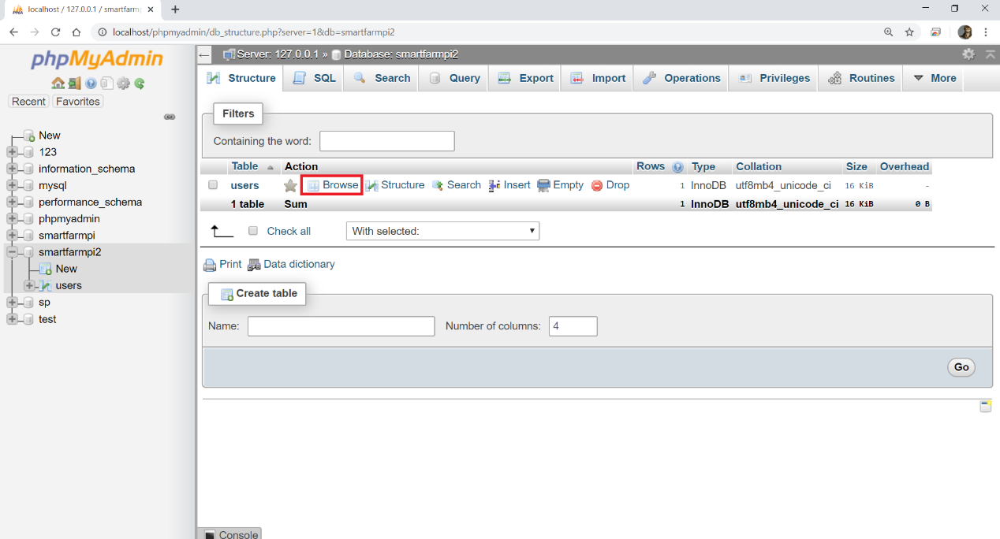 localhost / 127.0.0.1 / smartfarmp
localhost/phpmyadmin/db_structure.php?server=1&db=smartfarmpi2
phpMyAdmin
Recent Favorites
New
123
information_schema
mysql
performance_schema
phpmyadmin
smartfarmpi
smartfarmpi2
New
users
sp
test
Server: 127.0.0.1 » Database: smartfarmpi2
Structure SQL Search Query Export Import Operations Privileges Routines More
Filters
Containing the word:
Table Action Rows Type Collation Size Overhead
users Browse Structure Search Insert Empty Drop 1 InnoDB utf8mb4_unicode_ci 16 KiB -
1 table Sum 1 InnoDB utf8mb4_unicode_ci 16 KiB 0 B
Check all With selected:
Print Data dictionary
Create table
Name: Number of columns: 4
Go
Console